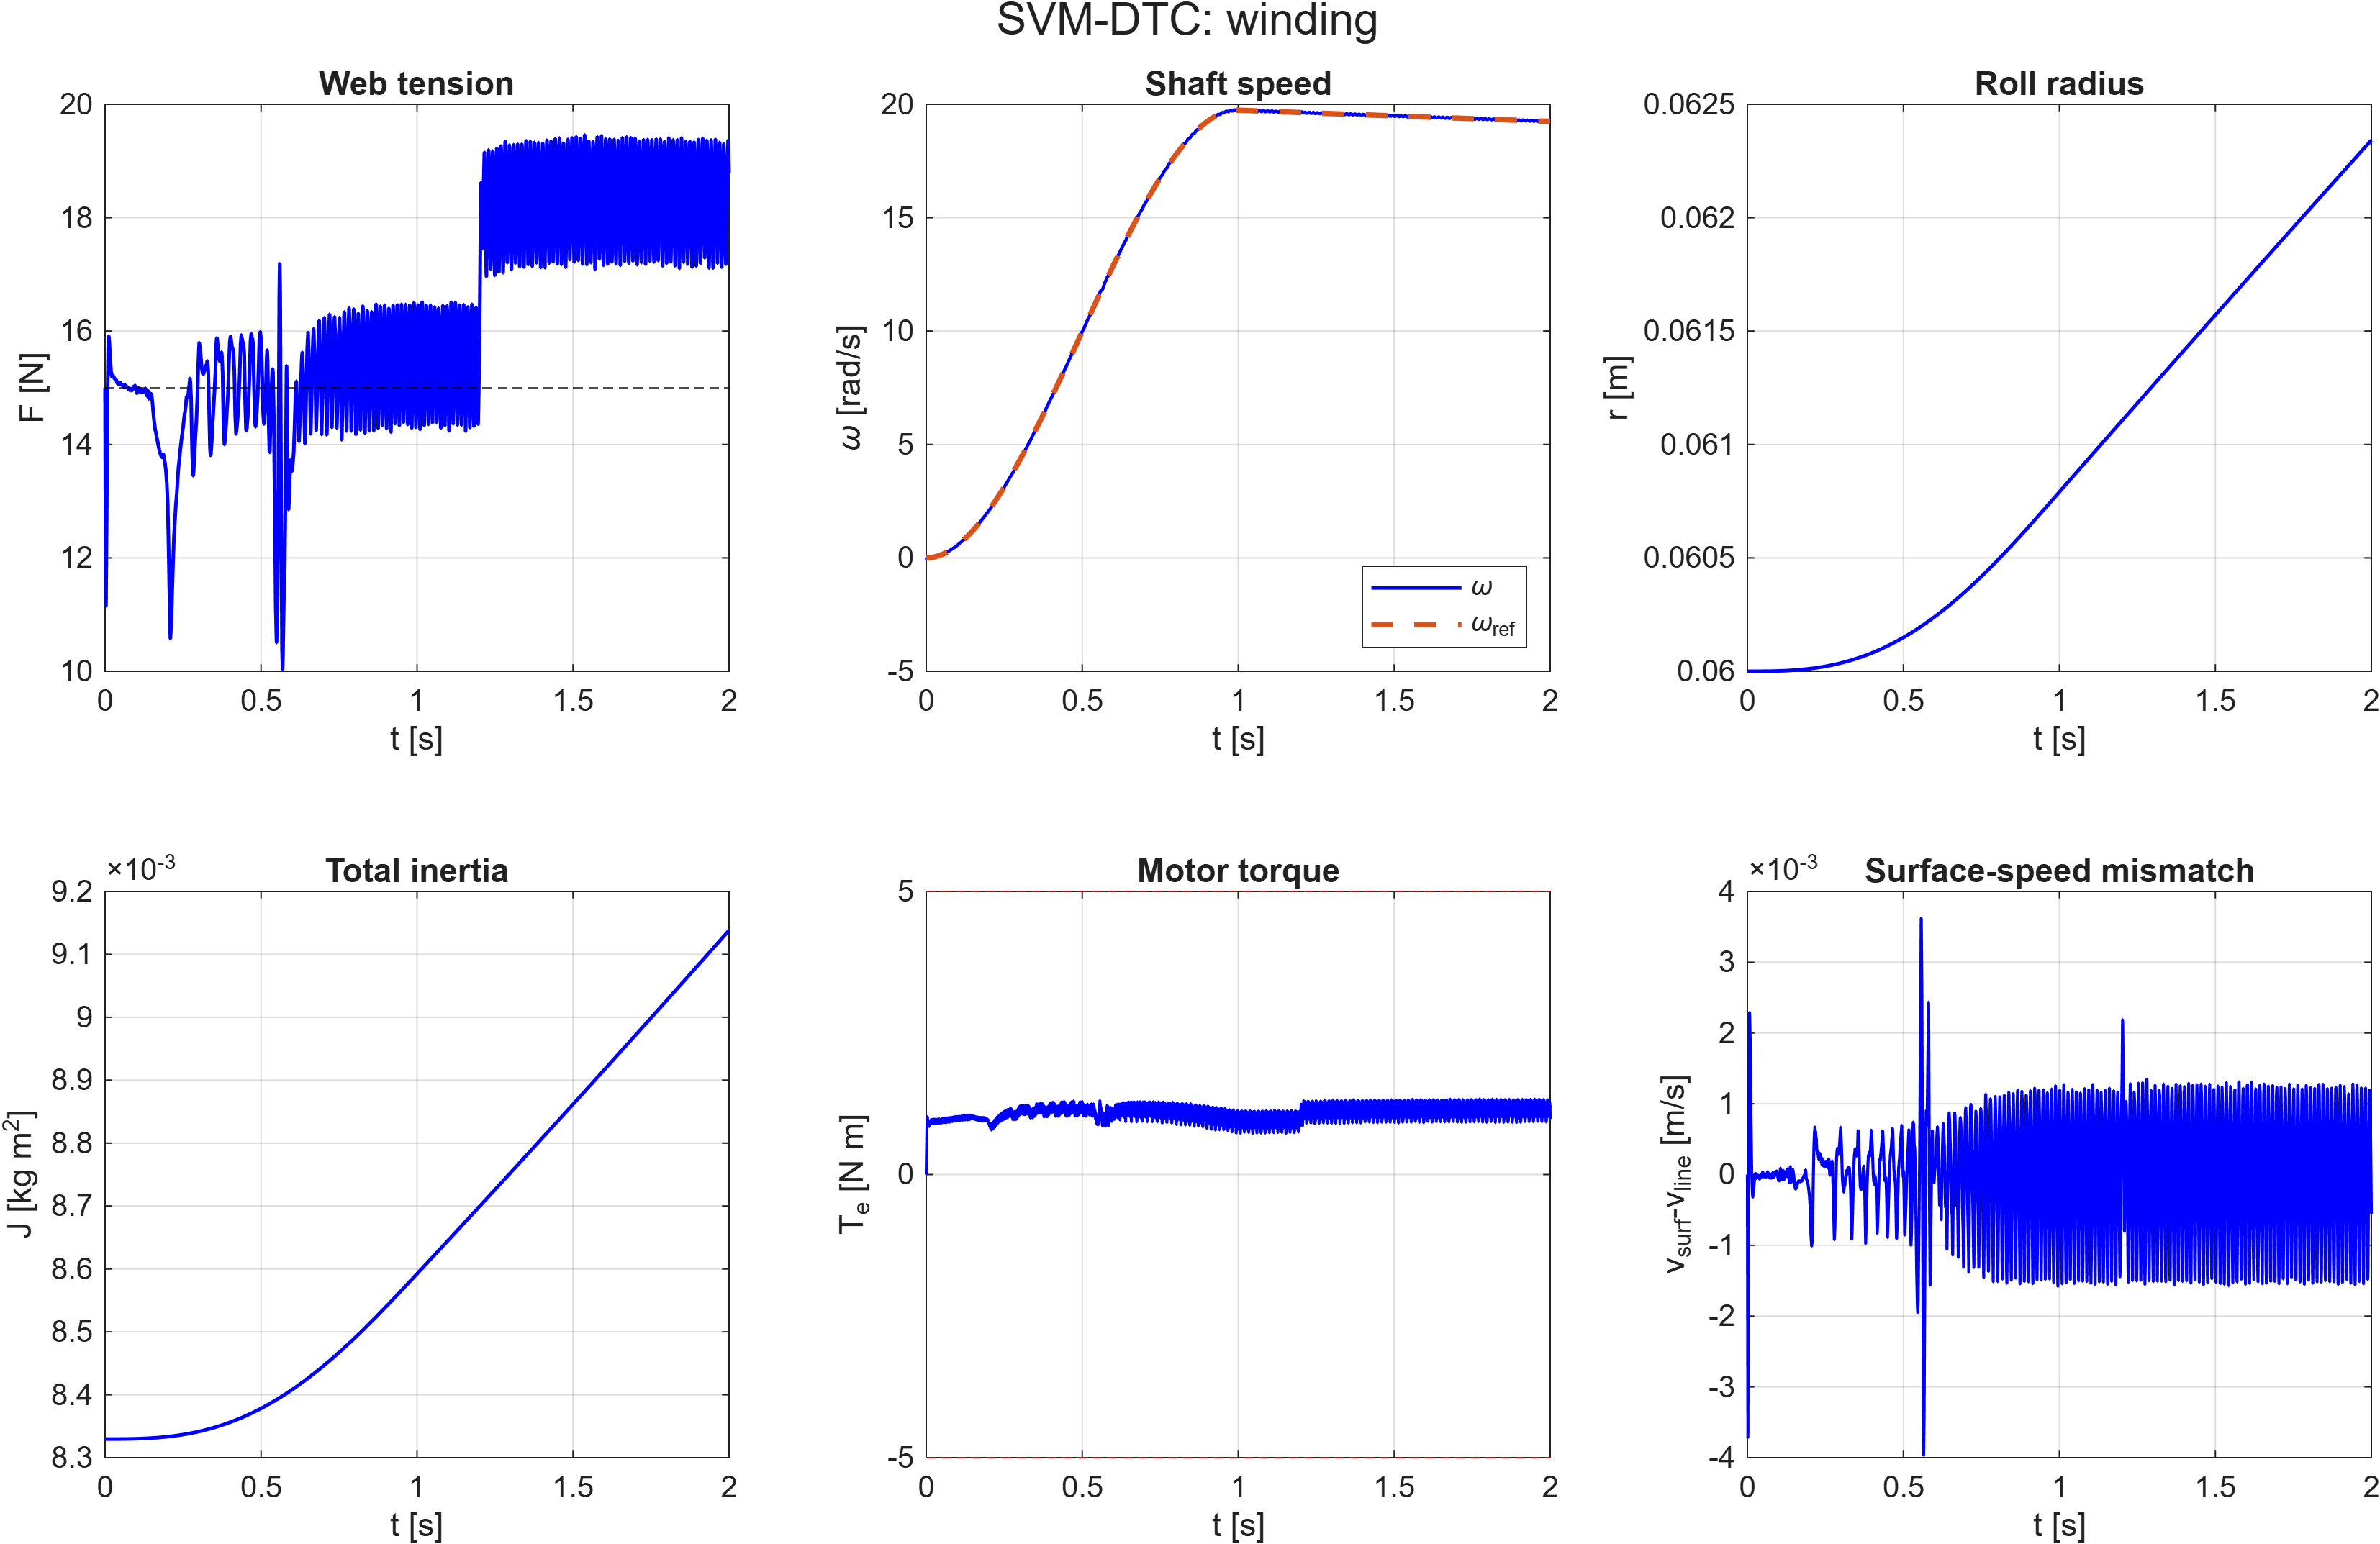 SVM-DTC: winding
Web tension
20
18
16
14
12
10
F [N]
0 0.5 1 1.5 2
t [s]
Shaft speed
20
15
10
5
0
-5
ω [rad/s]
ω
ω_ref
0 0.5 1 1.5 2
t [s]
Roll radius
0.0625
0.062
0.0615
0.061
0.0605
0.06
r [m]
0 0.5 1 1.5 2
t [s]
×10⁻³
Total inertia
9.2
9.1
9
8.9
8.8
8.7
8.6
8.5
8.4
8.3
J [kg m²]
0 0.5 1 1.5 2
t [s]
Motor torque
5
0
-5
T_e [N m]
0 0.5 1 1.5 2
t [s]
×10⁻³
Surface-speed mismatch
4
3
2
1
0
-1
-2
-3
-4
v_surf-v_line [m/s]
0 0.5 1 1.5 2
t [s]